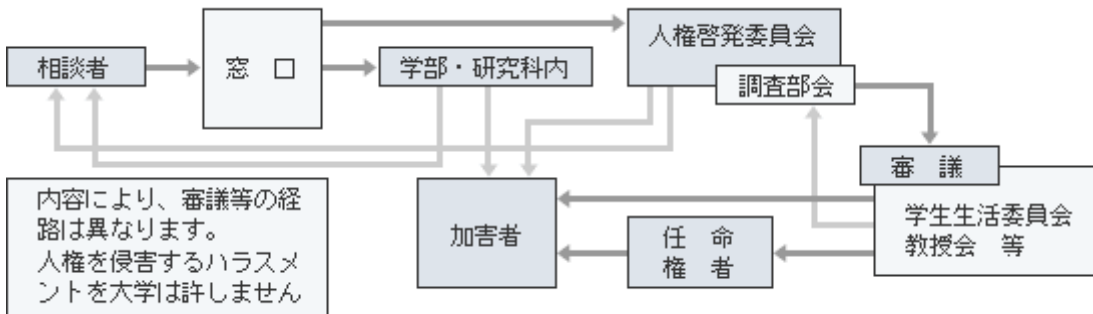 相談者
窓　口
学部・研究科内
人権啓発委員会
調査部会
審　議
学生生活委員会
教授会　等
加害者
任　命
権　者
内容により、審議等の経
路は異なります。
人権を侵害するハラスメ
ントを大学は許しません